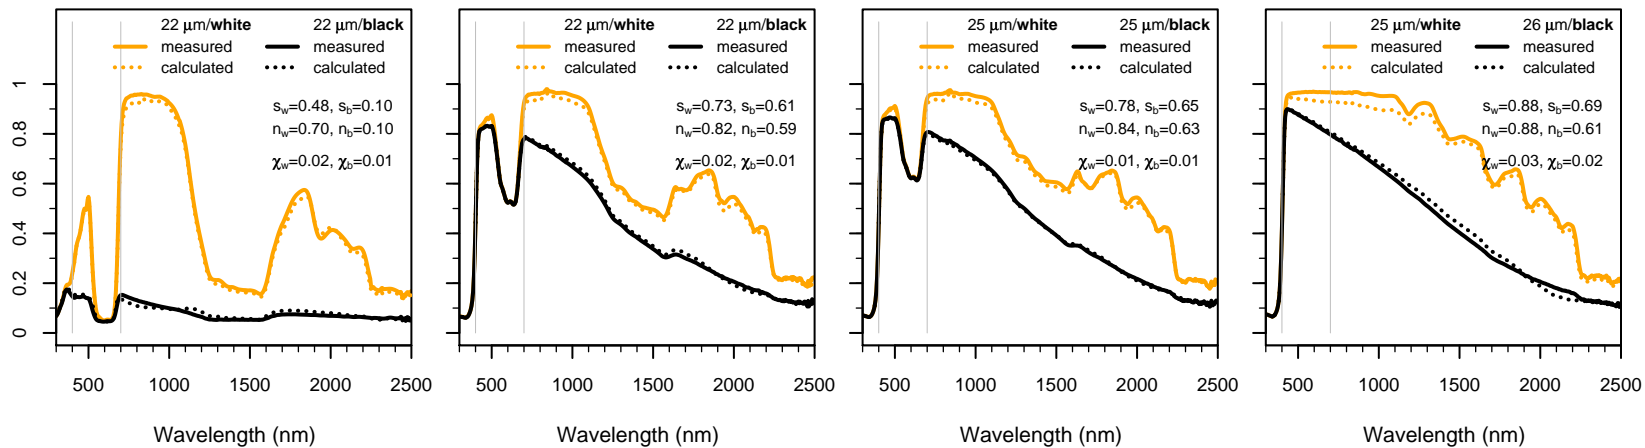 22 μm/white 22 μm/black
measured measured
calculated calculated
s_w=0.48, s_b=0.10
n_w=0.70, n_b=0.10
χ_w=0.02, χ_b=0.01
0 0.2 0.4 0.6 0.8 1
500 1000 1500 2000 2500
Wavelength (nm)
22 μm/white 22 μm/black
measured measured
calculated calculated
s_w=0.73, s_b=0.61
n_w=0.82, n_b=0.59
χ_w=0.02, χ_b=0.01
500 1000 1500 2000 2500
Wavelength (nm)
25 μm/white 25 μm/black
measured measured
calculated calculated
s_w=0.78, s_b=0.65
n_w=0.84, n_b=0.63
χ_w=0.01, χ_b=0.01
500 1000 1500 2000 2500
Wavelength (nm)
25 μm/white 26 μm/black
measured measured
calculated calculated
s_w=0.88, s_b=0.69
n_w=0.88, n_b=0.61
χ_w=0.03, χ_b=0.02
500 1000 1500 2000 2500
Wavelength (nm)